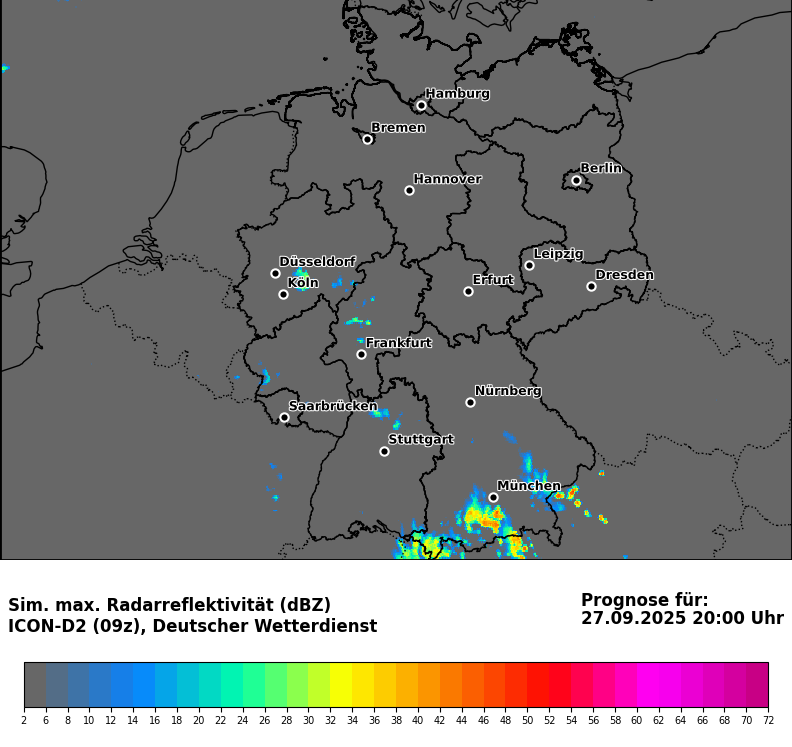 Hamburg
Bremen
Berlin
Hannover
Leipzig
Düsseldorf
Dresden
Köln
Erfurt
Frankfurt
Nürnberg
Saarbrücken
Stuttgart
München
Sim. max. Radarreflektivität (dBZ)
ICON-D2 (09z), Deutscher Wetterdienst
Prognose für:
27.09.2025 20:00 Uhr
2 6 8 10 12 14 16 18 20 22 24 26 28 30 32 34 36 38 40 42 44 46 48 50 52 54 56 58 60 62 64 66 68 70 72